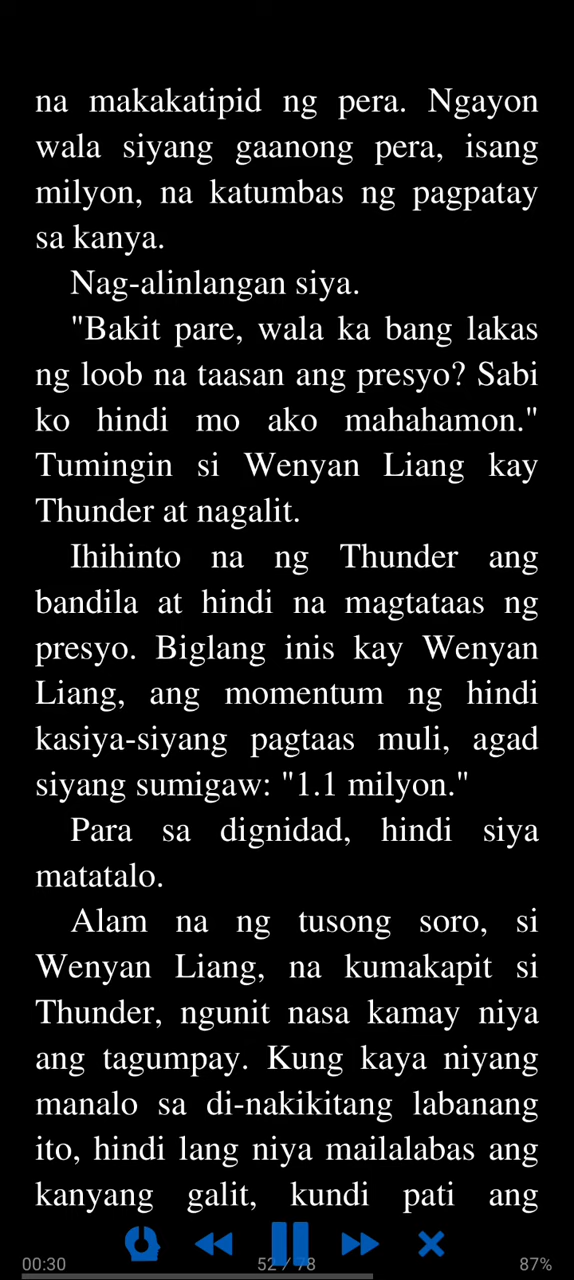 na makakatipid ng pera. Ngayon
wala siyang gaanong pera, isang
milyon, na katumbas ng pagpatay
sa kanya.
Nag-alinlangan siya.
"Bakit pare, wala ka bang lakas
ng loob na taasan ang presyo? Sabi
ko hindi mo ako mahahamon."
Tumingin si Wenyan Liang kay
Thunder at nagalit.
Ihihinto na ng Thunder ang
bandila at hindi na magtataas ng
presyo. Biglang inis kay Wenyan
Liang, ang momentum ng hindi
kasiya-siyang pagtaas muli, agad
siyang sumigaw: "1.1 milyon."
Para sa dignidad, hindi siya
matatalo.
Alam na ng tusong soro, si
Wenyan Liang, na kumakapit si
Thunder, ngunit nasa kamay niya
ang tagumpay. Kung kaya niyang
manalo sa di-nakikitang labanang
ito, hindi lang niya mailalabas ang
kanyang galit, kundi pati ang
00:30 52 / 78 87%